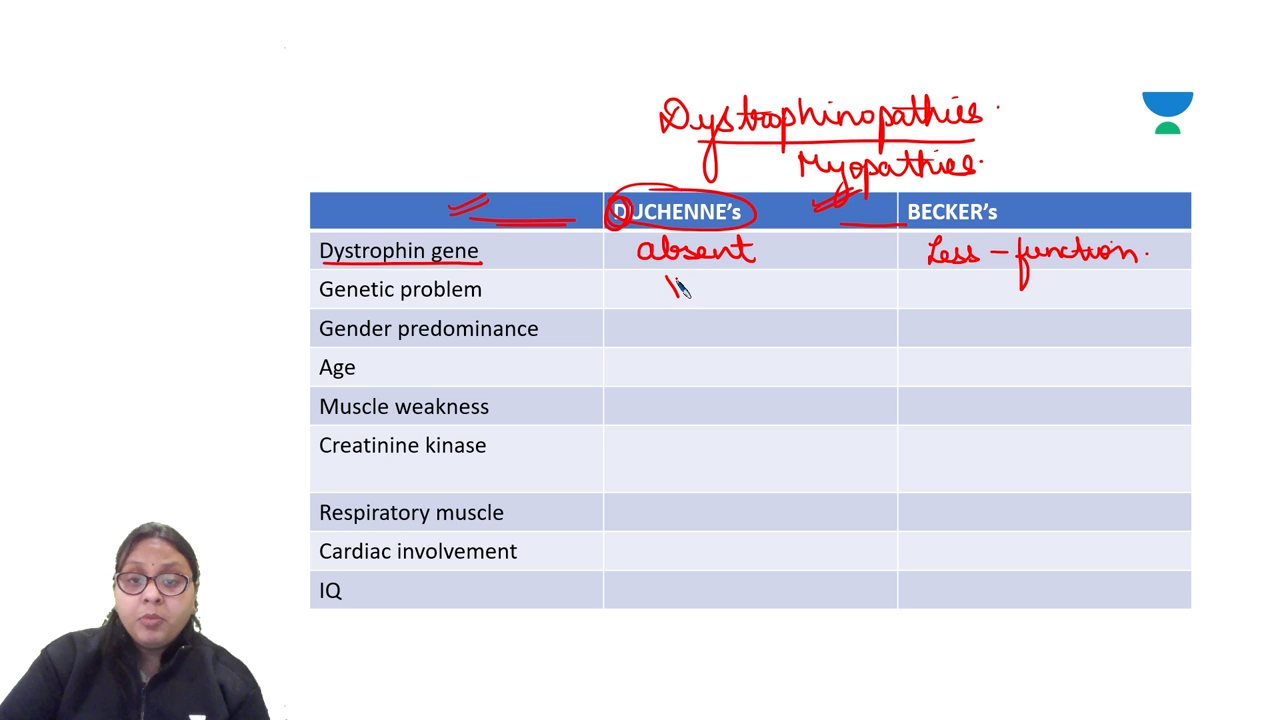 Dystrophinopathies.
Myopathies.
DUCHENNE's BECKER's
Dystrophin gene absent Less - function.
Genetic problem
Gender predominance
Age
Muscle weakness
Creatinine kinase
Respiratory muscle
Cardiac involvement
IQ